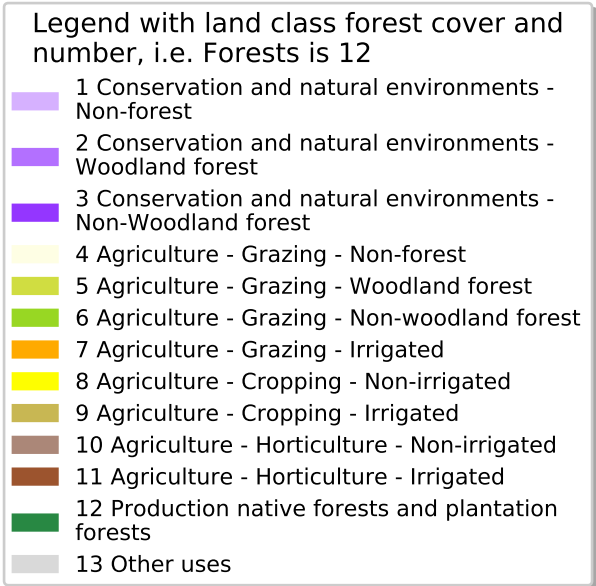 Legend with land class forest cover and
number, i.e. Forests is 12
1 Conservation and natural environments -
Non-forest
2 Conservation and natural environments -
Woodland forest
3 Conservation and natural environments -
Non-Woodland forest
4 Agriculture - Grazing - Non-forest
5 Agriculture - Grazing - Woodland forest
6 Agriculture - Grazing - Non-woodland forest
7 Agriculture - Grazing - Irrigated
8 Agriculture - Cropping - Non-irrigated
9 Agriculture - Cropping - Irrigated
10 Agriculture - Horticulture - Non-irrigated
11 Agriculture - Horticulture - Irrigated
12 Production native forests and plantation
forests
13 Other uses